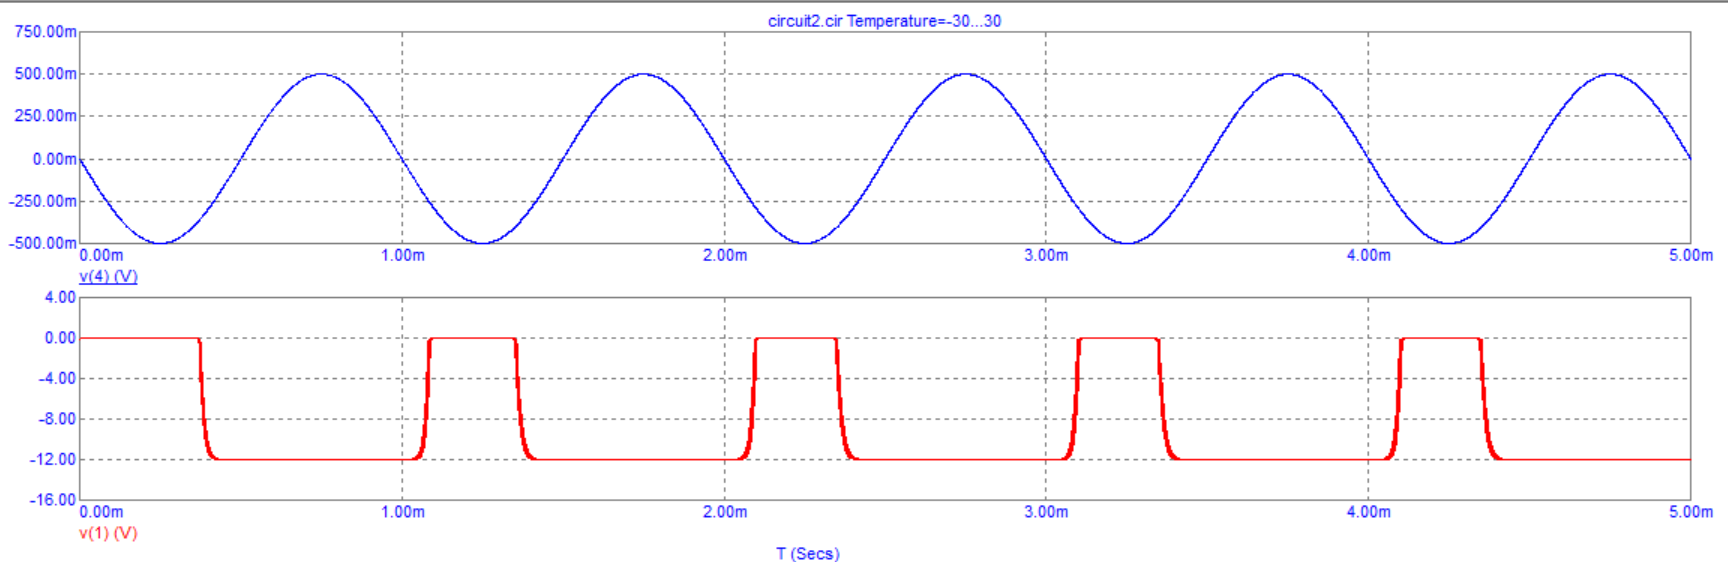 circuit2.cir Temperature=-30...30
750.00m
500.00m
250.00m
0.00m
-250.00m
-500.00m
0.00m 1.00m 2.00m 3.00m 4.00m 5.00m
v(4) (V)
4.00
0.00
-4.00
-8.00
-12.00
-16.00
0.00m 1.00m 2.00m 3.00m 4.00m 5.00m
v(1) (V)
T (Secs)